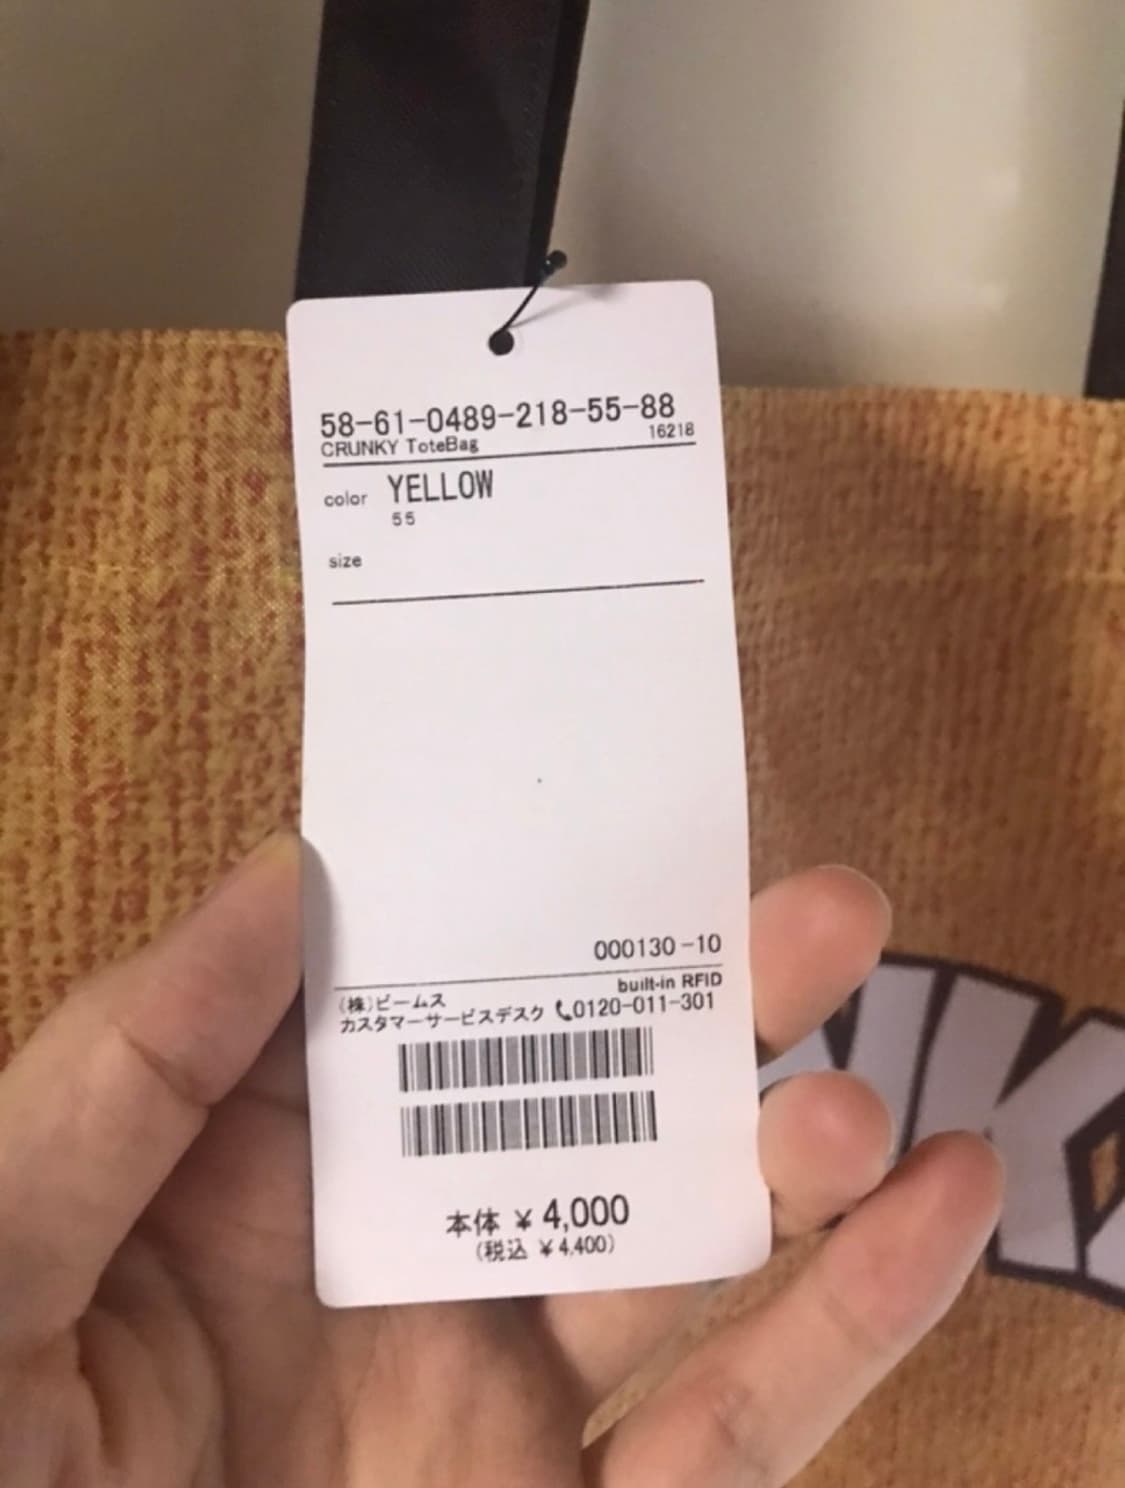 58-61-0489-218-55-88
CRUNKY ToteBag 16218
color YELLOW
55
size
000130-10
built-in RFID
(株)ビームス
カスタマーサービスデスク 📞0120-011-301
本体 ¥4,000
(税込 ¥4,400)
NK